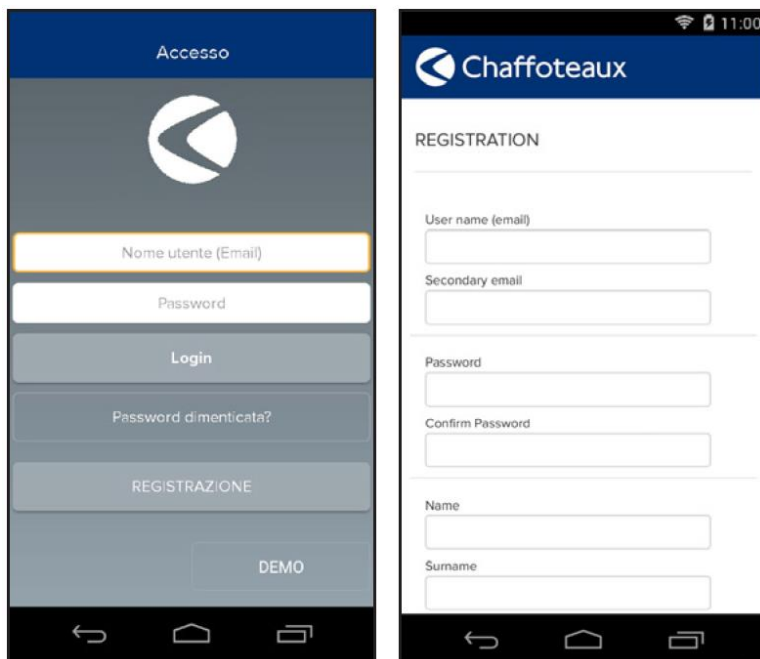 Accesso
Nome utente (Email)
Password
Login
Password dimenticata?
REGISTRAZIONE
DEMO
11:00
Chaffoteaux
REGISTRATION
User name (email)
Secondary email
Password
Confirm Password
Name
Surname